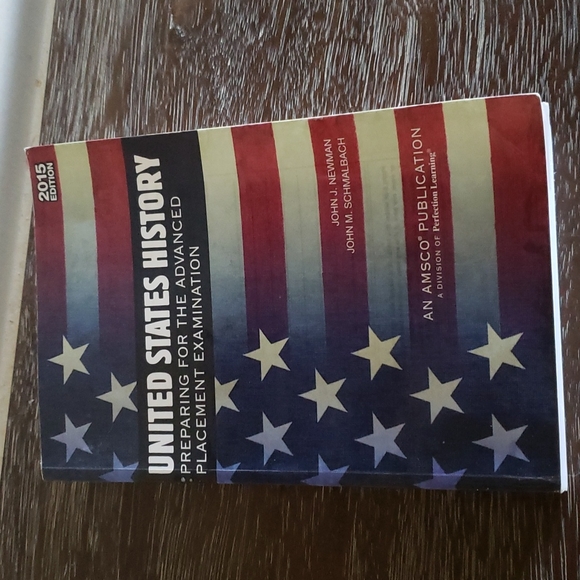 2015
EDITION
UNITED STATES HISTORY
PREPARING FOR THE ADVANCED
PLACEMENT® EXAMINATION
JOHN J. NEWMAN
JOHN M. SCHMALBACH
AN AMSCO® PUBLICATION
A DIVISION OF Perfection Learning®